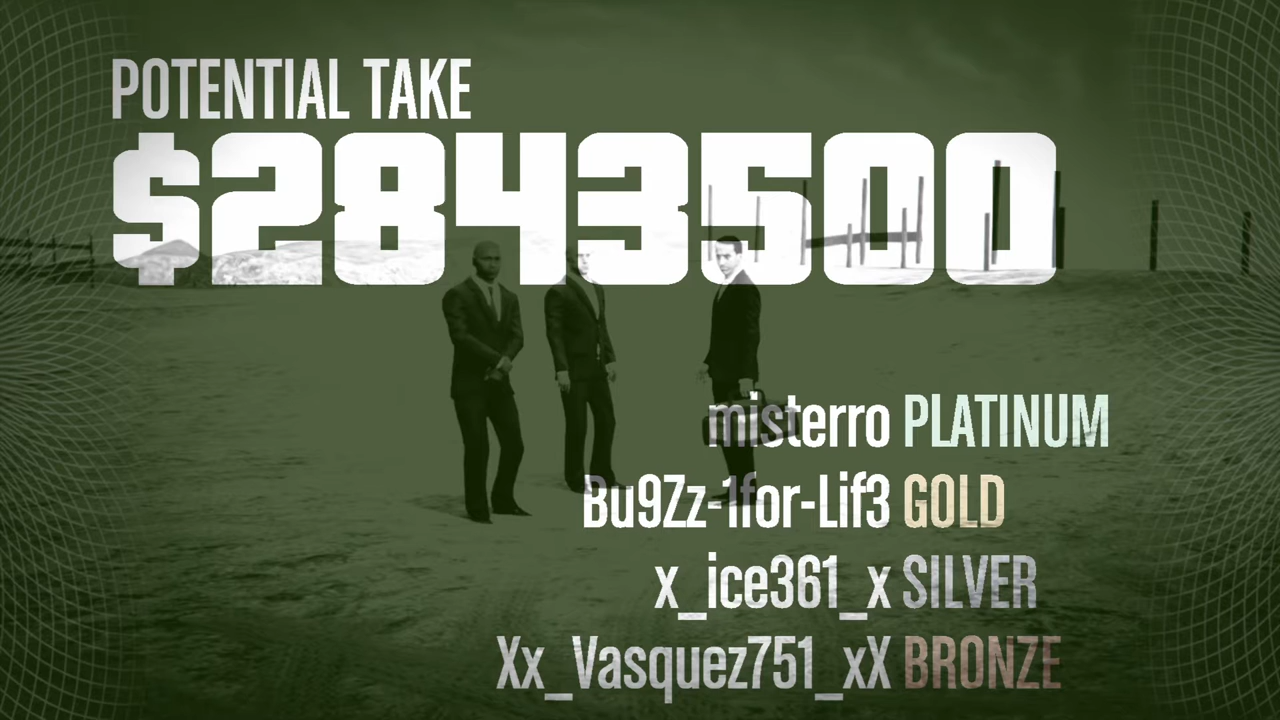 POTENTIAL TAKE
$2843500
misterro PLATINUM
Bu9Zz-1for-Lif3 GOLD
x_ice361_x SILVER
Xx_Vasquez751_xX BRONZE